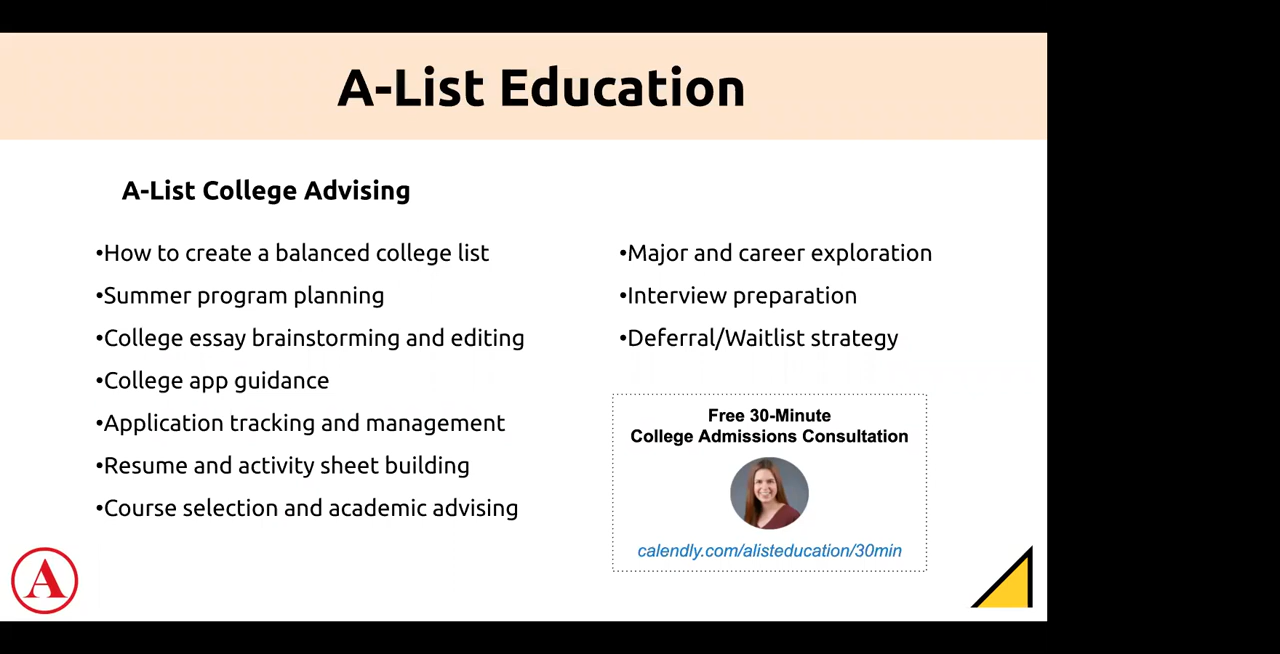 A-List Education
A-List College Advising
•How to create a balanced college list
•Summer program planning
•College essay brainstorming and editing
•College app guidance
•Application tracking and management
•Resume and activity sheet building
•Course selection and academic advising
•Major and career exploration
•Interview preparation
•Deferral/Waitlist strategy
Free 30-Minute
College Admissions Consultation
calendly.com/alisteducation/30min
A